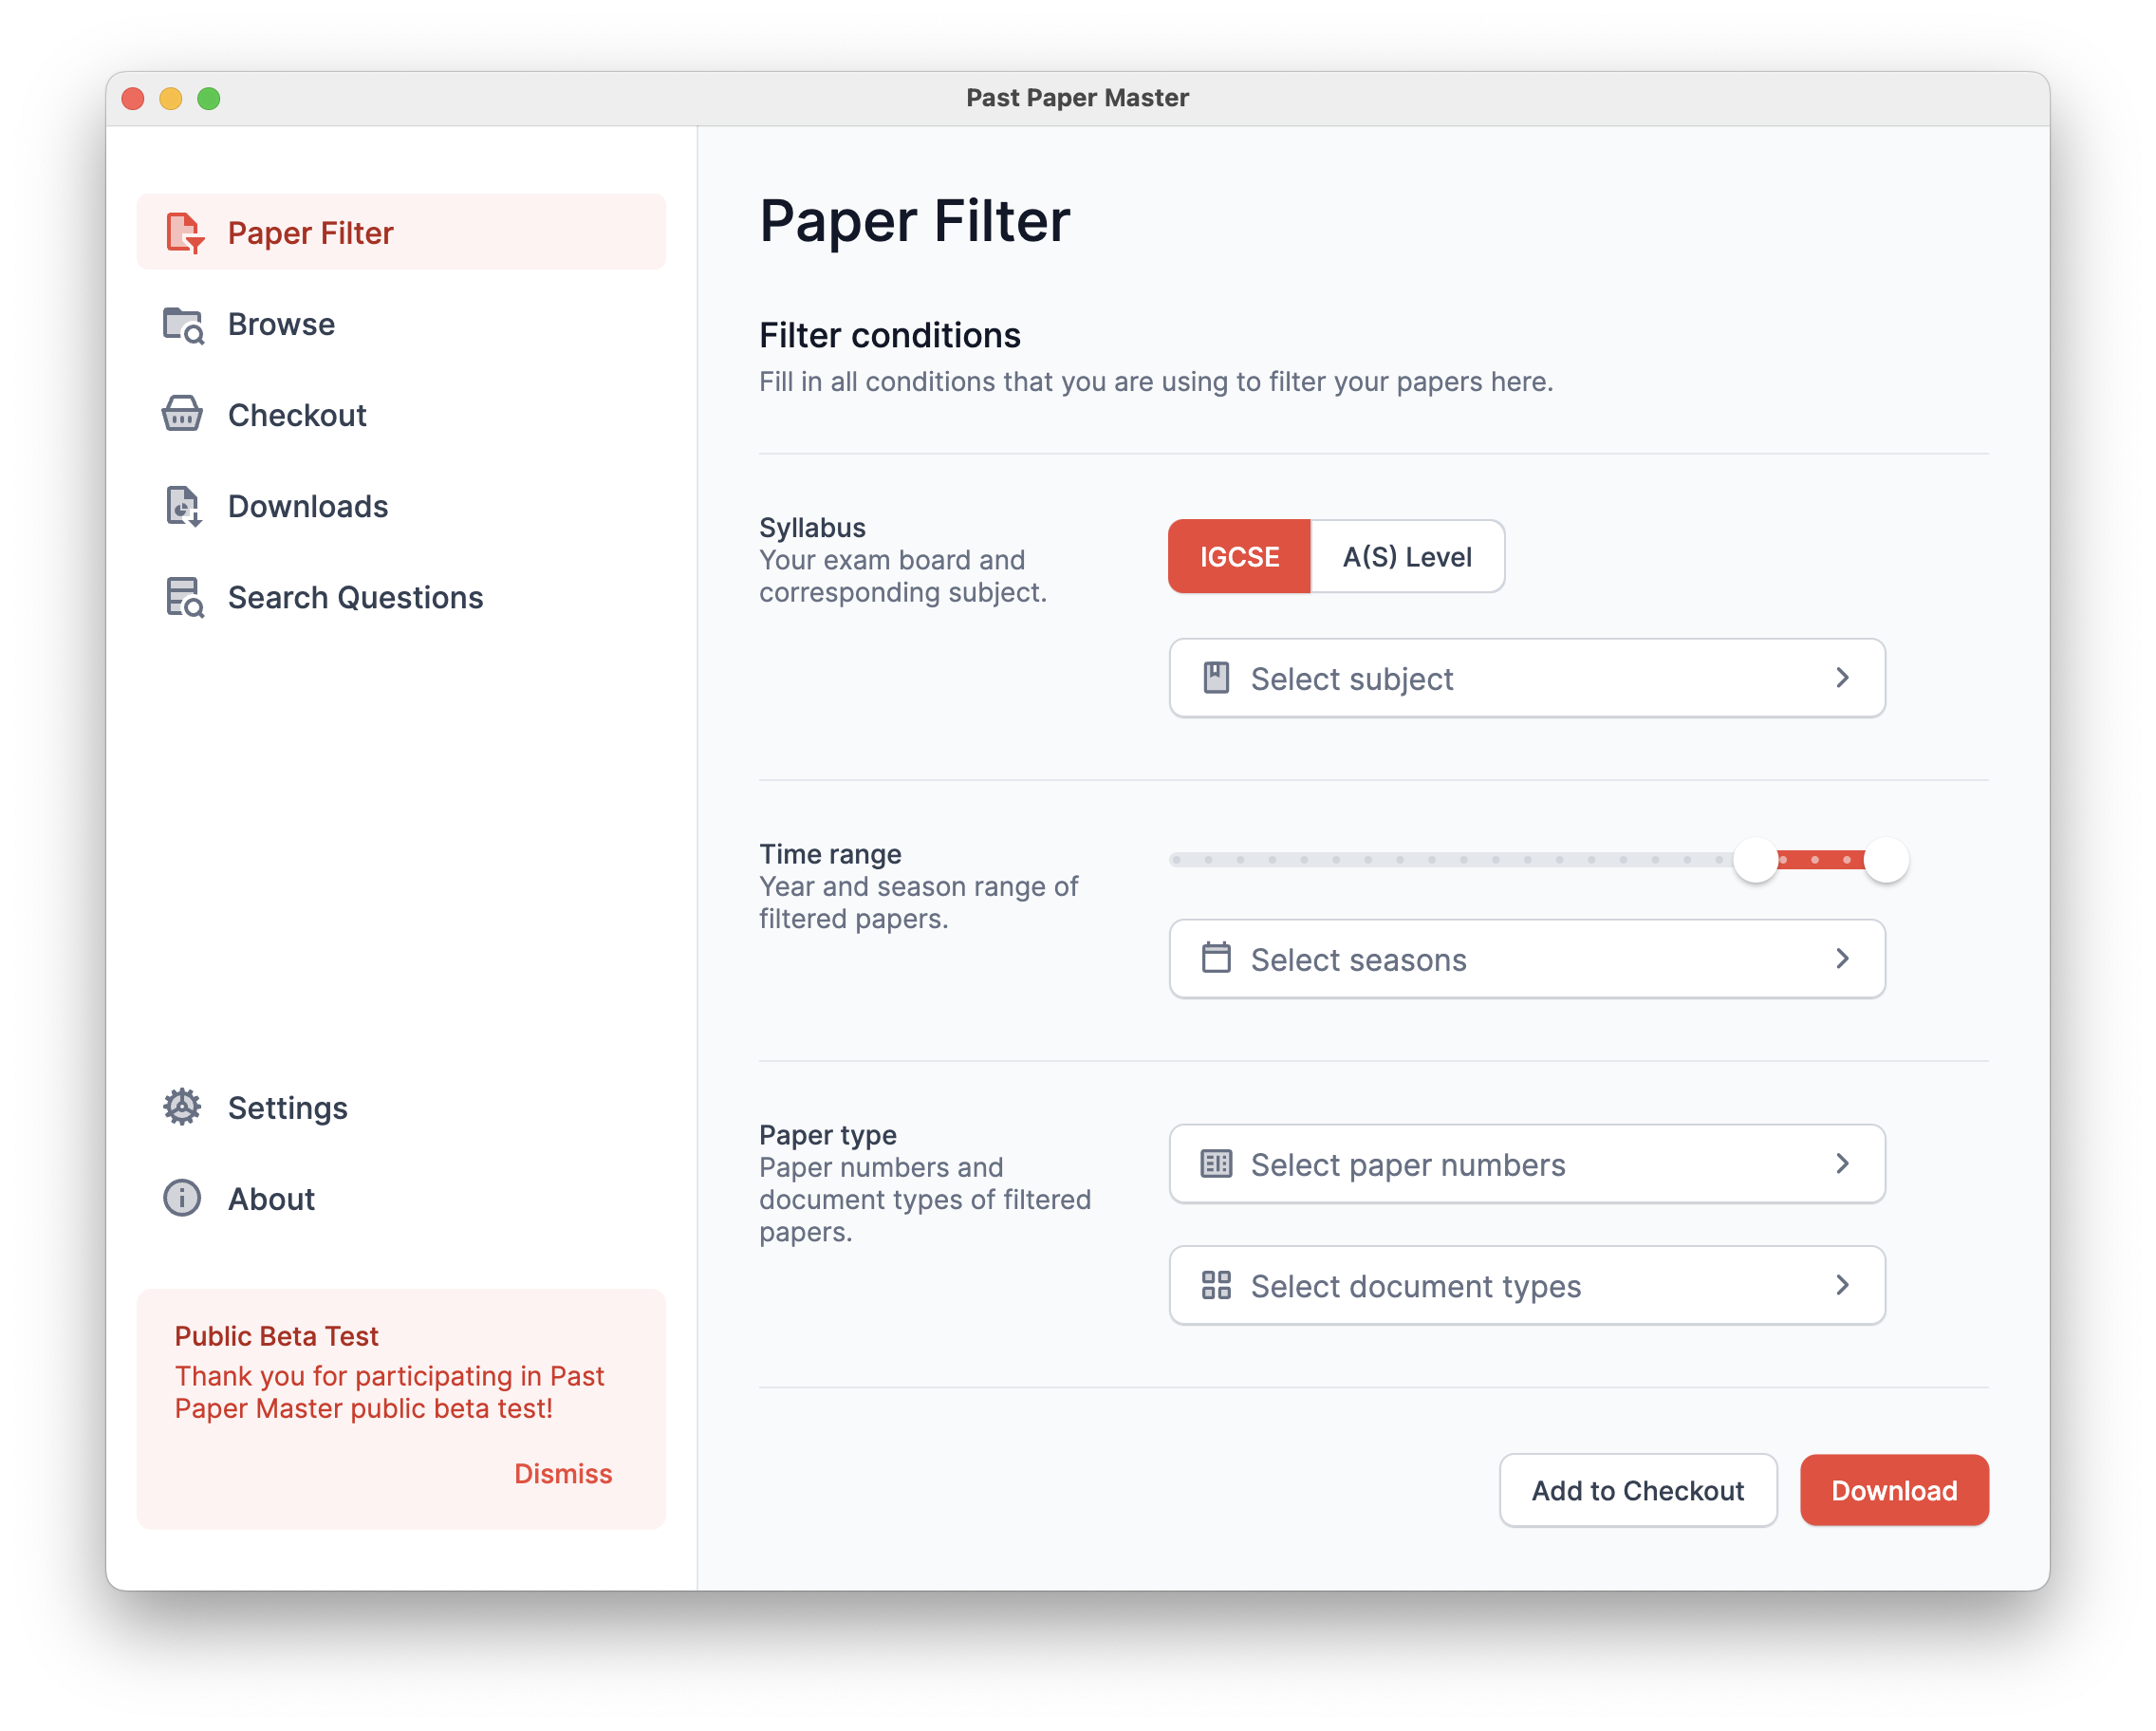 Past Paper Master
Paper Filter
Browse
Checkout
Downloads
Search Questions
Settings
About
Public Beta Test
Thank you for participating in Past
Paper Master public beta test!
Dismiss
Paper Filter
Filter conditions
Fill in all conditions that you are using to filter your papers here.
Syllabus
Your exam board and
corresponding subject.
IGCSE
A(S) Level
Select subject
Time range
Year and season range of
filtered papers.
Select seasons
Paper type
Paper numbers and
document types of filtered
papers.
Select paper numbers
Select document types
Add to Checkout
Download